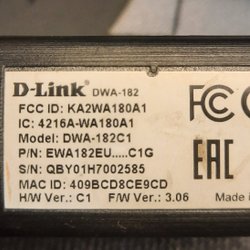 D-Link DWA-182
FCC ID: KA2WA180A1
IC: 4216A-WA180A1
Model: DWA-182C1
P/N: EWA182EU.....C1G
S/N: QBY01H7002585
MAC ID: 409BCD8CE9CD
H/W Ver.: C1 F/W Ver.: 3.06
FC
EAC
Made in